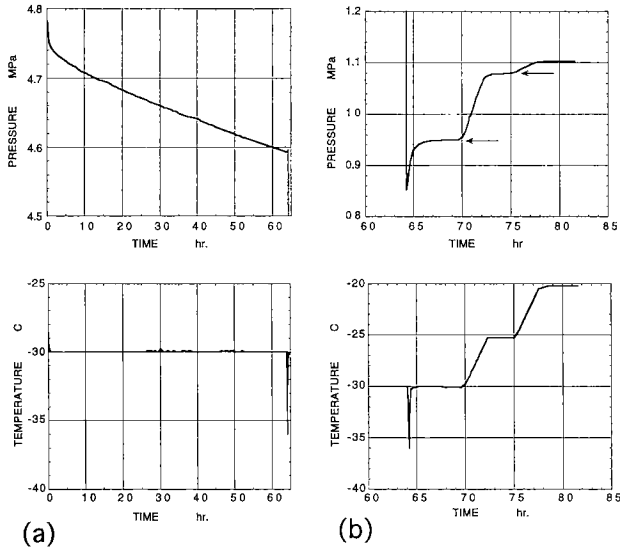 4.8
4.7
4.6
4.5
PRESSURE MPa
0 10 20 30 40 50 60
TIME hr.
1.2
1.1
1.0
0.9
0.8
PRESSURE MPa
60 65 70 75 80 85
TIME hr.
-25
-30
-35
-40
TEMPERATURE C
0 10 20 30 40 50 60
TIME hr.
-20
-25
-30
-35
-40
TEMPERATURE C
60 65 70 75 80 85
TIME hr.
(a)
(b)